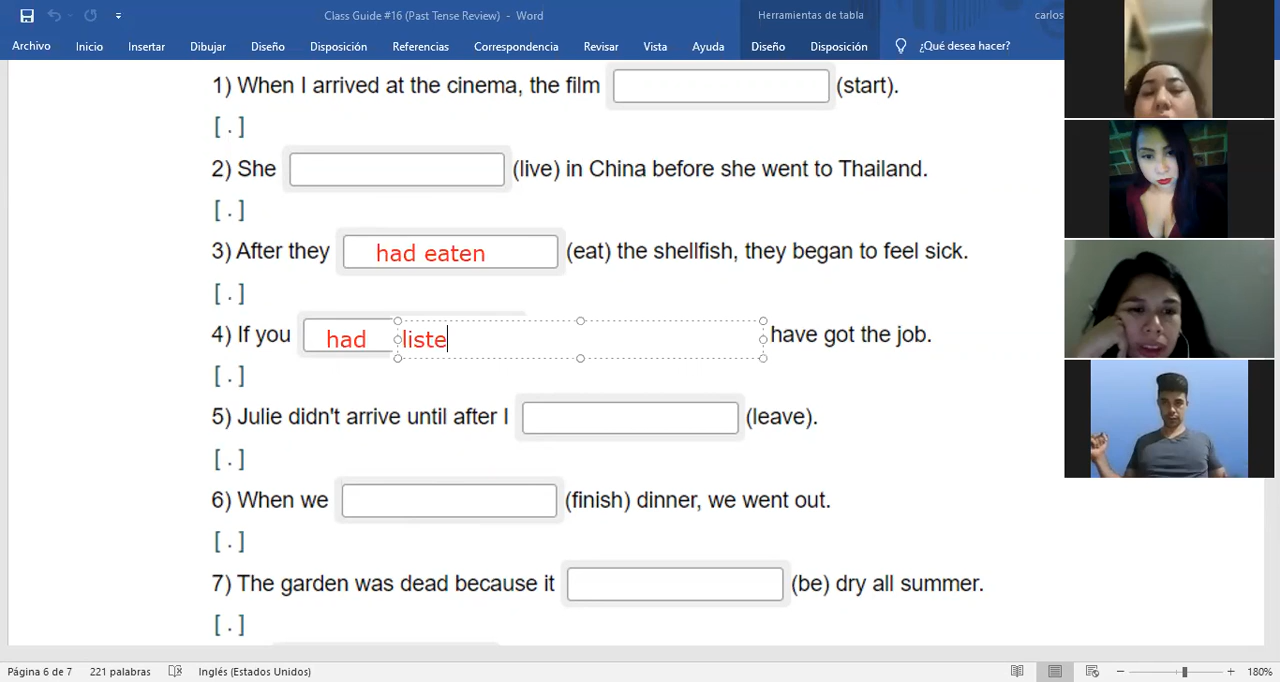 Class Guide #16 (Past Tense Review) - Word
Herramientas de tabla
carlos
Archivo Inicio Insertar Dibujar Diseño Disposición Referencias Correspondencia Revisar Vista Ayuda Diseño Disposición ¿Qué desea hacer?
1) When I arrived at the cinema, the film (start).
[ . ]
2) She (live) in China before she went to Thailand.
[ . ]
3) After they had eaten (eat) the shellfish, they began to feel sick.
[ . ]
4) If you had liste have got the job.
[ . ]
5) Julie didn't arrive until after I (leave).
[ . ]
6) When we (finish) dinner, we went out.
[ . ]
7) The garden was dead because it (be) dry all summer.
[ . ]
Página 6 de 7 221 palabras Inglés (Estados Unidos) 180%